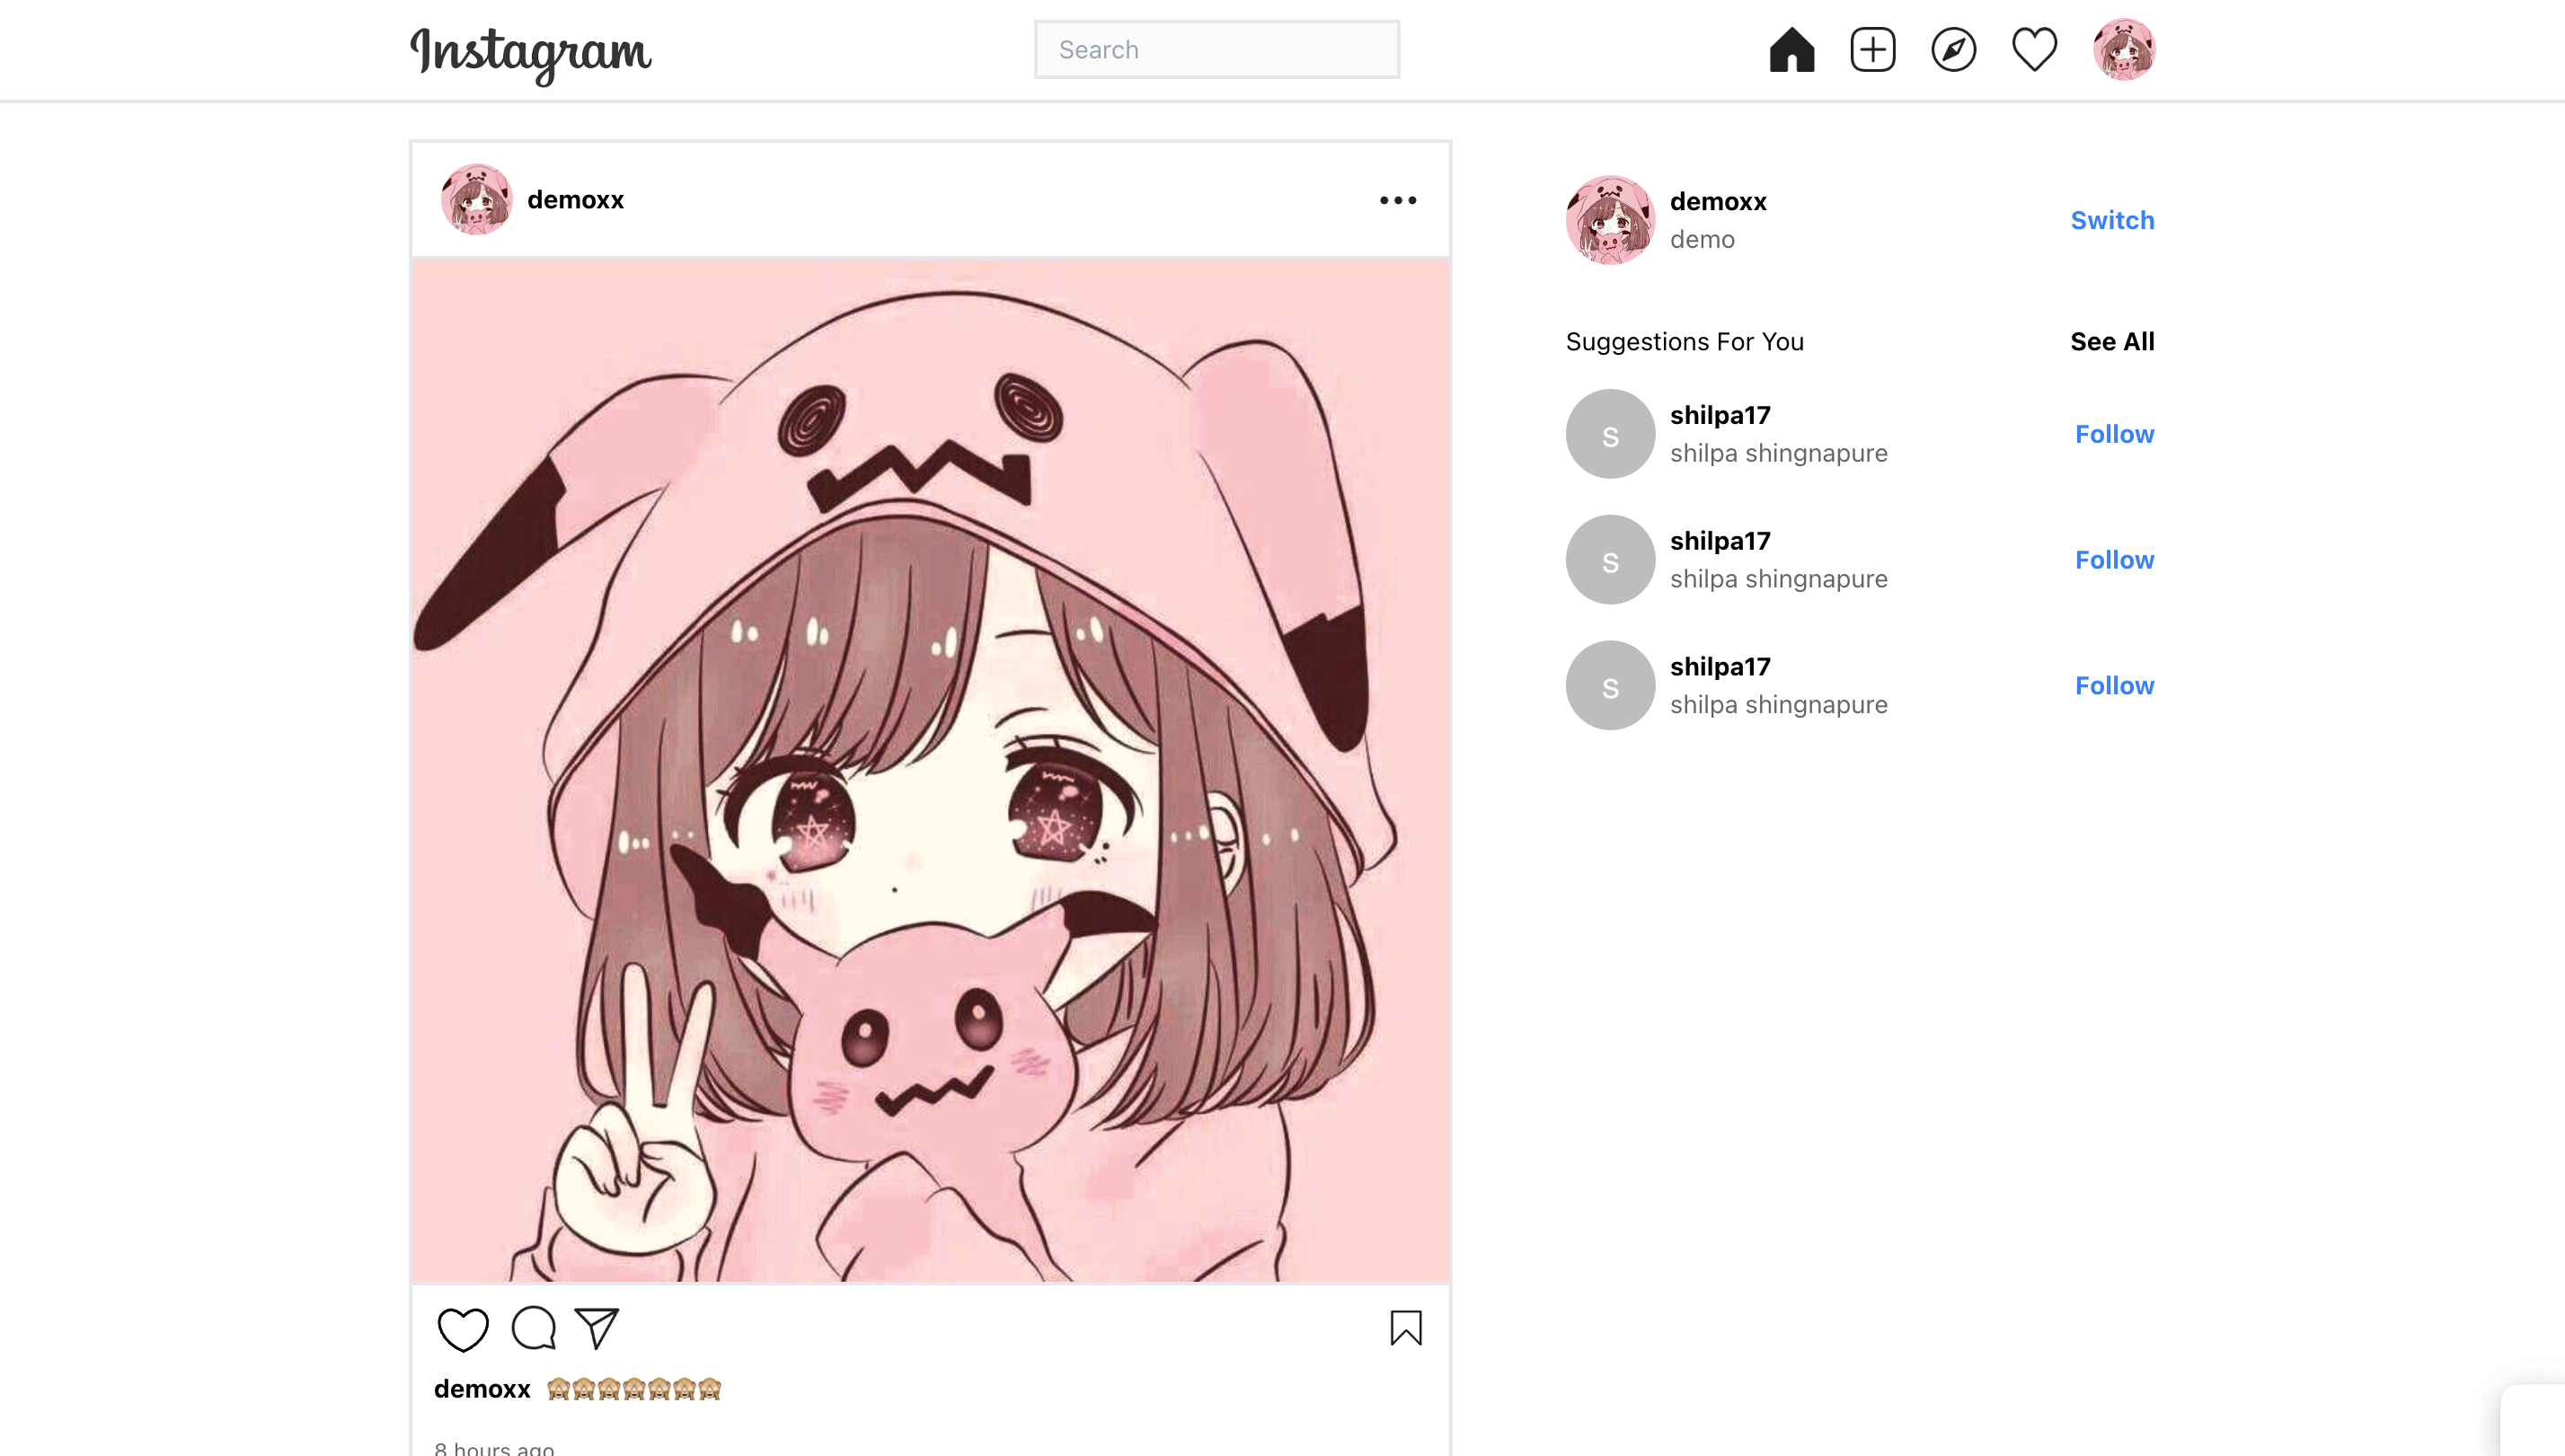 Instagram
Search
demoxx
demoxx
demo
Switch
Suggestions For You
See All
S
shilpa17
shilpa shingnapure
Follow
S
shilpa17
shilpa shingnapure
Follow
S
shilpa17
shilpa shingnapure
Follow
demoxx 🙈🙈🙈🙈🙈🙈🙈
8 hours ago